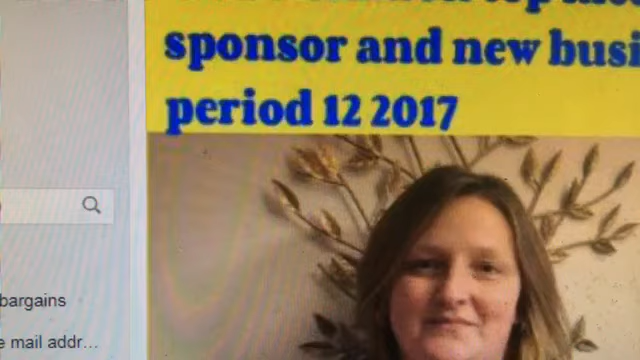 sponsor and new busi
period 12 2017
bargains
e mail addr...